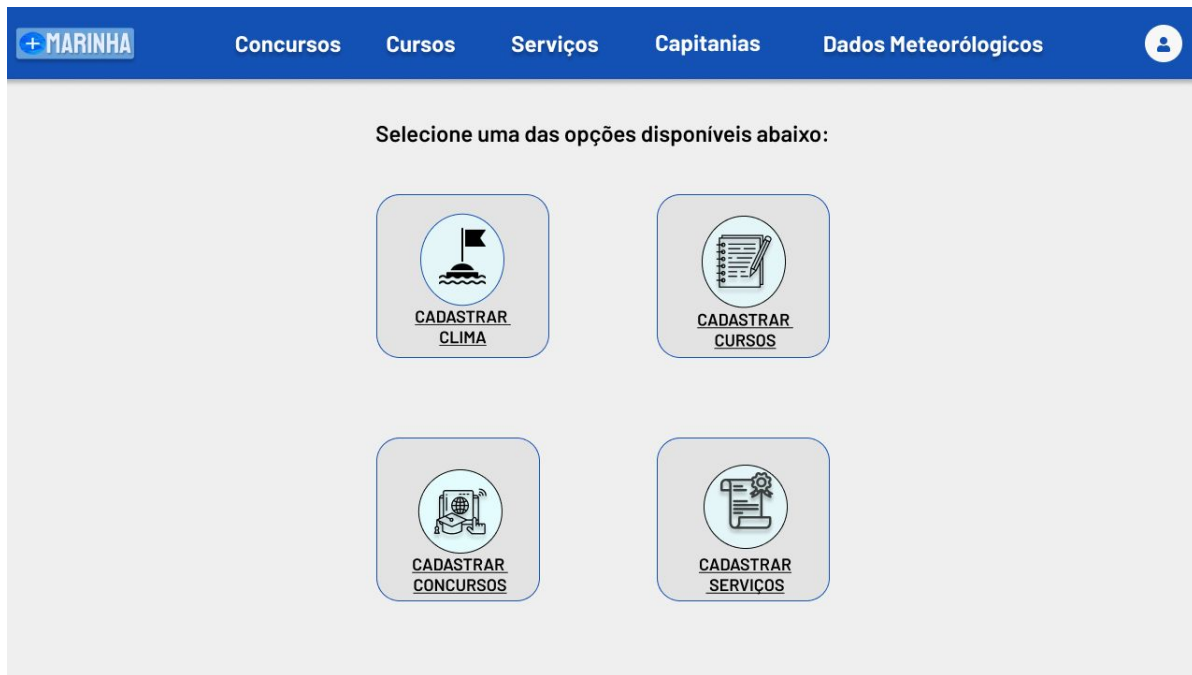 + MARINHA
Concursos
Cursos
Serviços
Capitanias
Dados Meteorólogicos
Selecione uma das opções disponíveis abaixo:
CADASTRAR
CLIMA
CADASTRAR
CURSOS
CADASTRAR
CONCURSOS
CADASTRAR
SERVIÇOS